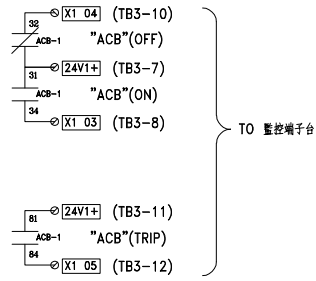 32 X1 04 (TB3-10)
ACB-1 "ACB"(OFF)
31 24V1+ (TB3-7)
ACB-1 "ACB"(ON)
34 X1 03 (TB3-8)
TO 監控端子台
81 24V1+ (TB3-11)
ACB-1 "ACB"(TRIP)
84 X1 05 (TB3-12)